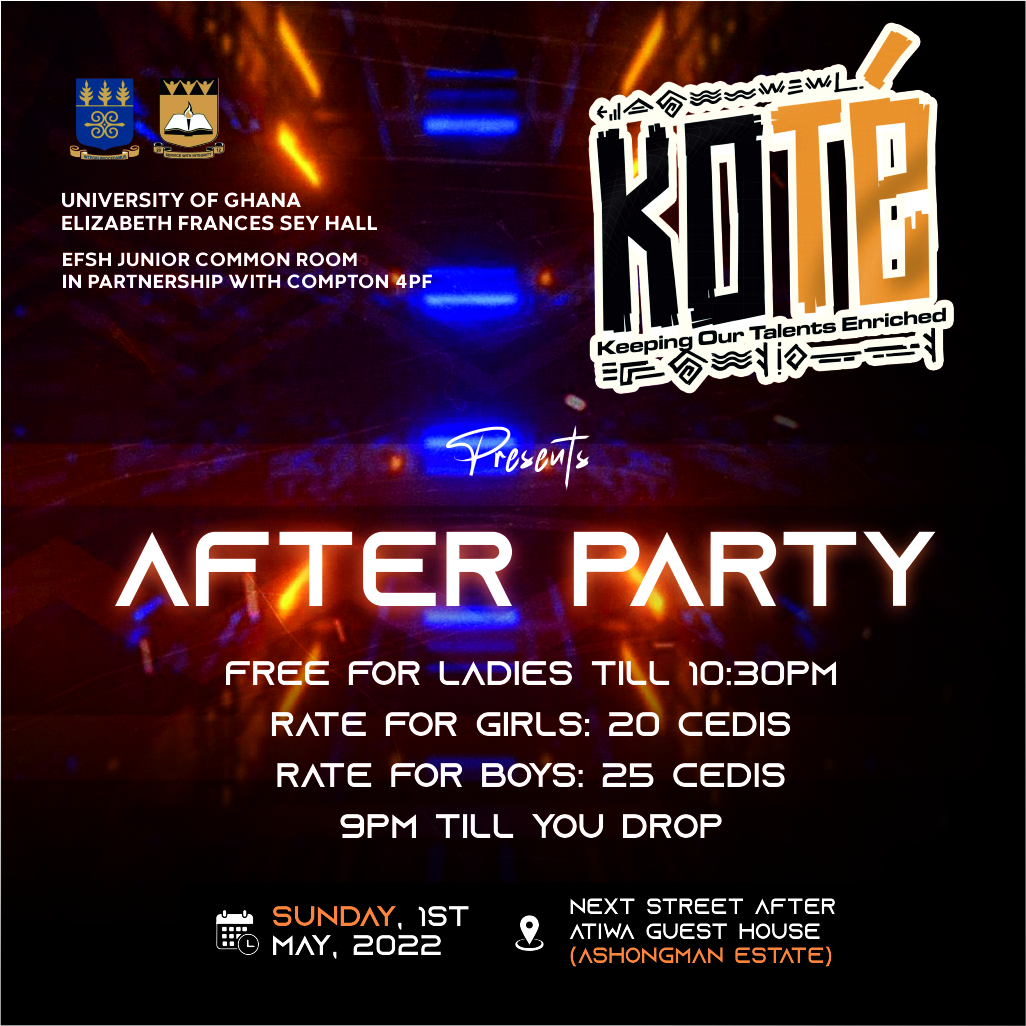 UNIVERSITY OF GHANA
ELIZABETH FRANCES SEY HALL
EFSH JUNIOR COMMON ROOM
IN PARTNERSHIP WITH COMPTON 4PF
KOTÉ
Keeping Our Talents Enriched
Presents
AFTER PARTY
FREE FOR LADIES TILL 10:30PM
RATE FOR GIRLS: 20 CEDIS
RATE FOR BOYS: 25 CEDIS
9PM TILL YOU DROP
SUNDAY, 1ST
MAY, 2022
NEXT STREET AFTER
ATIWA GUEST HOUSE
(ASHONGMAN ESTATE)